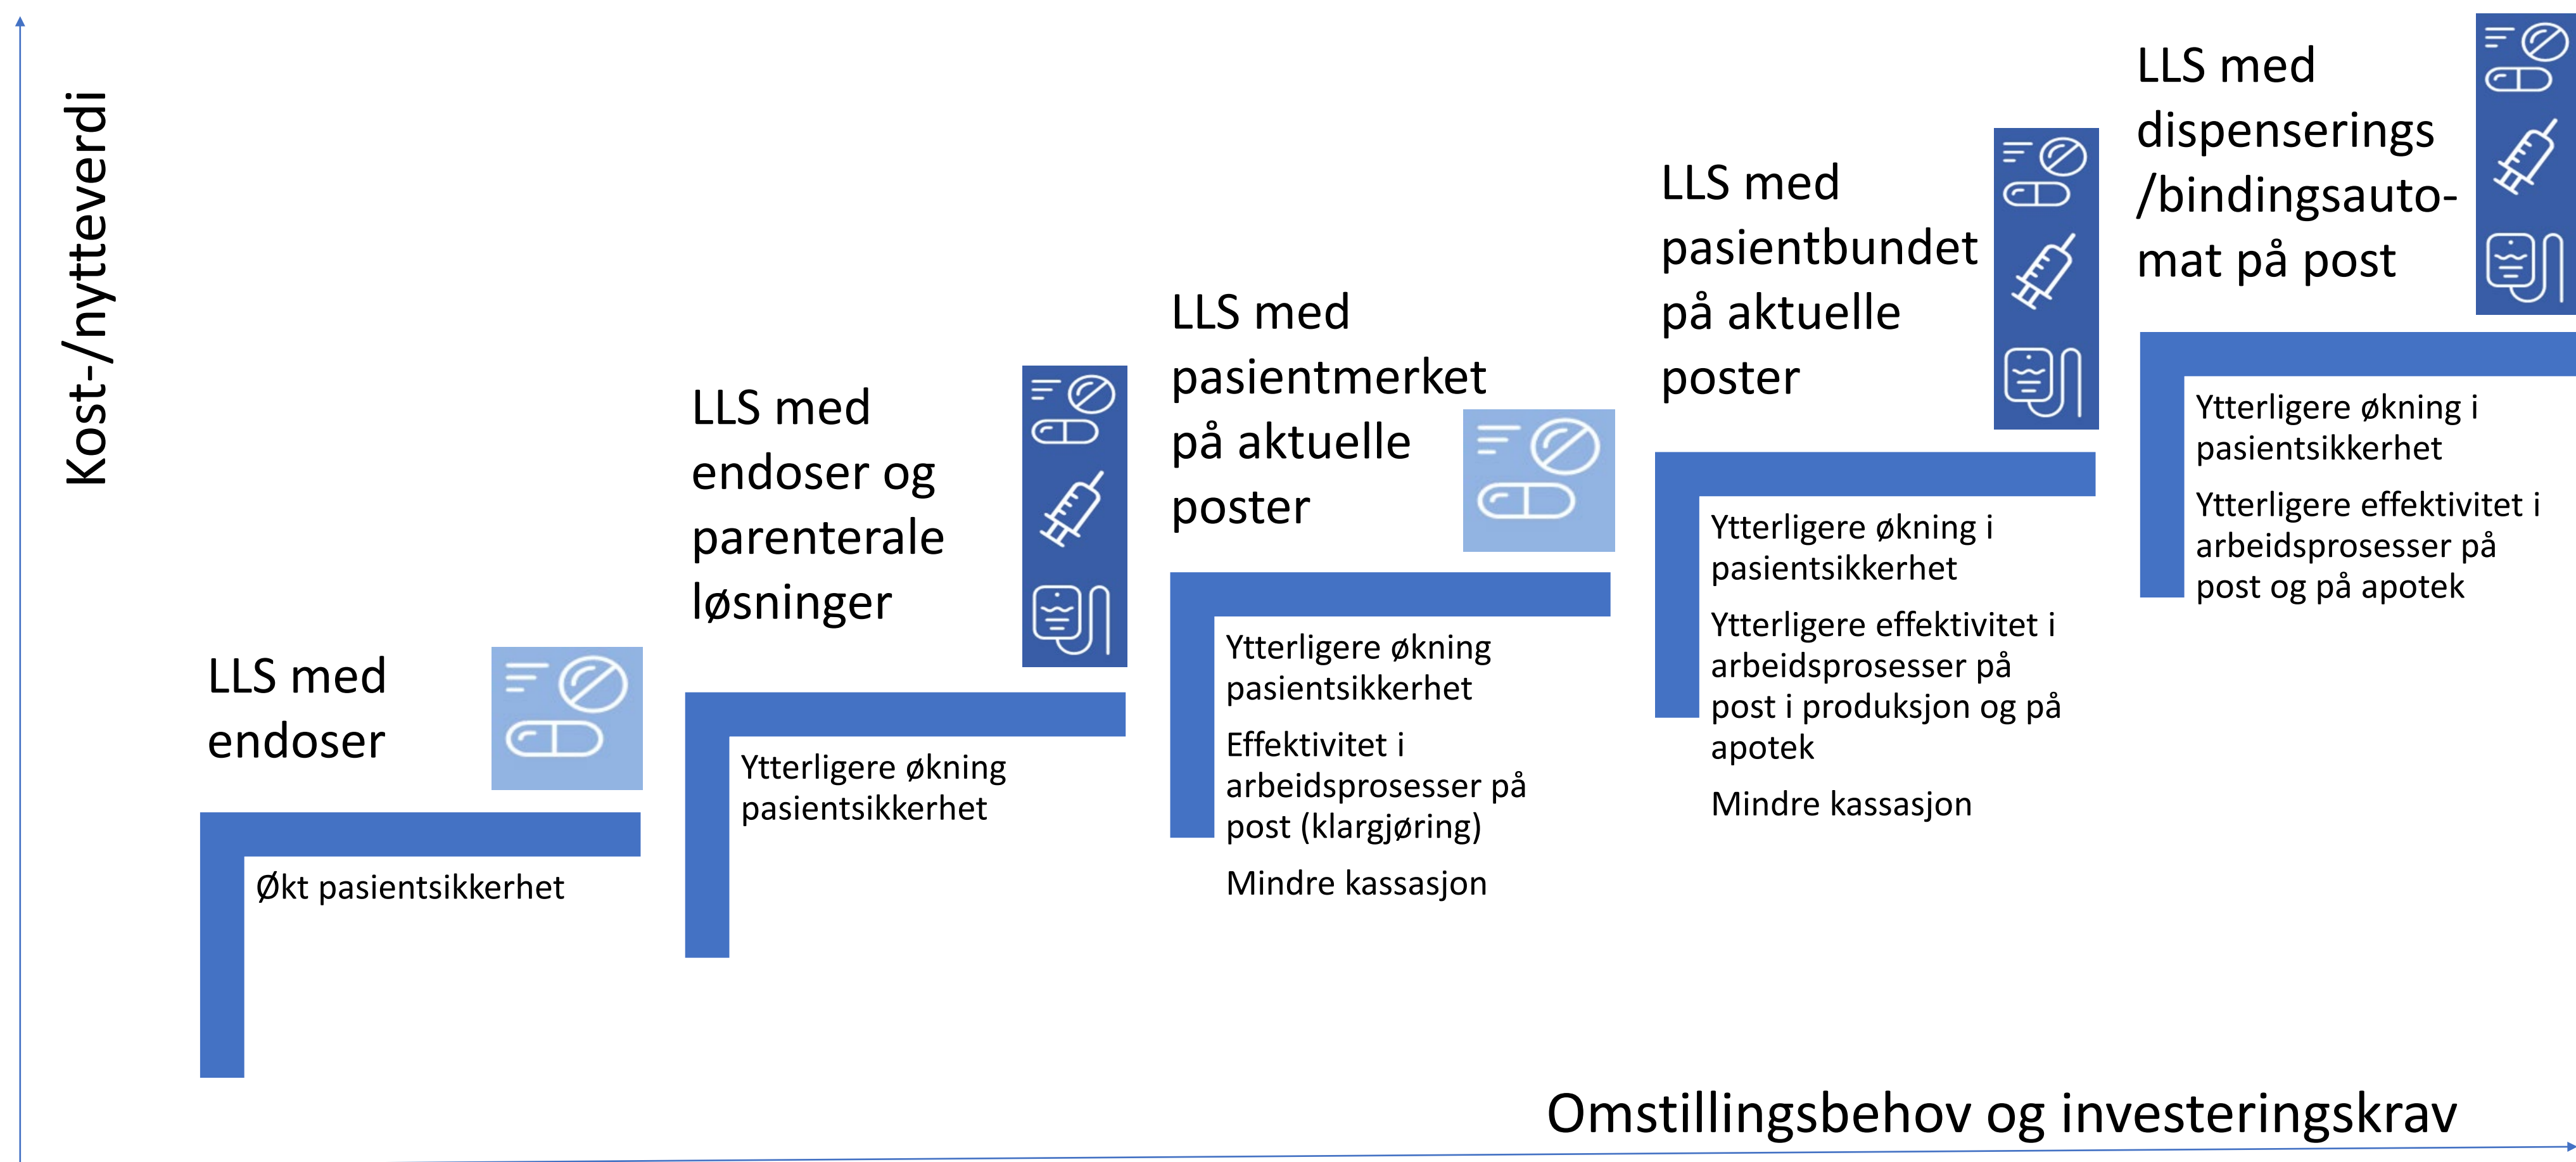 Kost-/nytteverdi
LLS med
endoser
Økt pasientsikkerhet
LLS med
endoser og
parenterale
løsninger
Ytterligere økning
pasientsikkerhet
LLS med
pasientmerket
på aktuelle
poster
Ytterligere økning
pasientsikkerhet
Effektivitet i
arbeidsprosesser på
post (klargjøring)
Mindre kassasjon
LLS med
pasientbundet
på aktuelle
poster
Ytterligere økning i
pasientsikkerhet
Ytterligere effektivitet i
arbeidsprosesser på
post i produksjon og på
apotek
Mindre kassasjon
LLS med
dispenserings
/bindingsauto-
mat på post
Ytterligere økning i
pasientsikkerhet
Ytterligere effektivitet i
arbeidsprosesser på
post og på apotek
Omstillingsbehov og investeringskrav